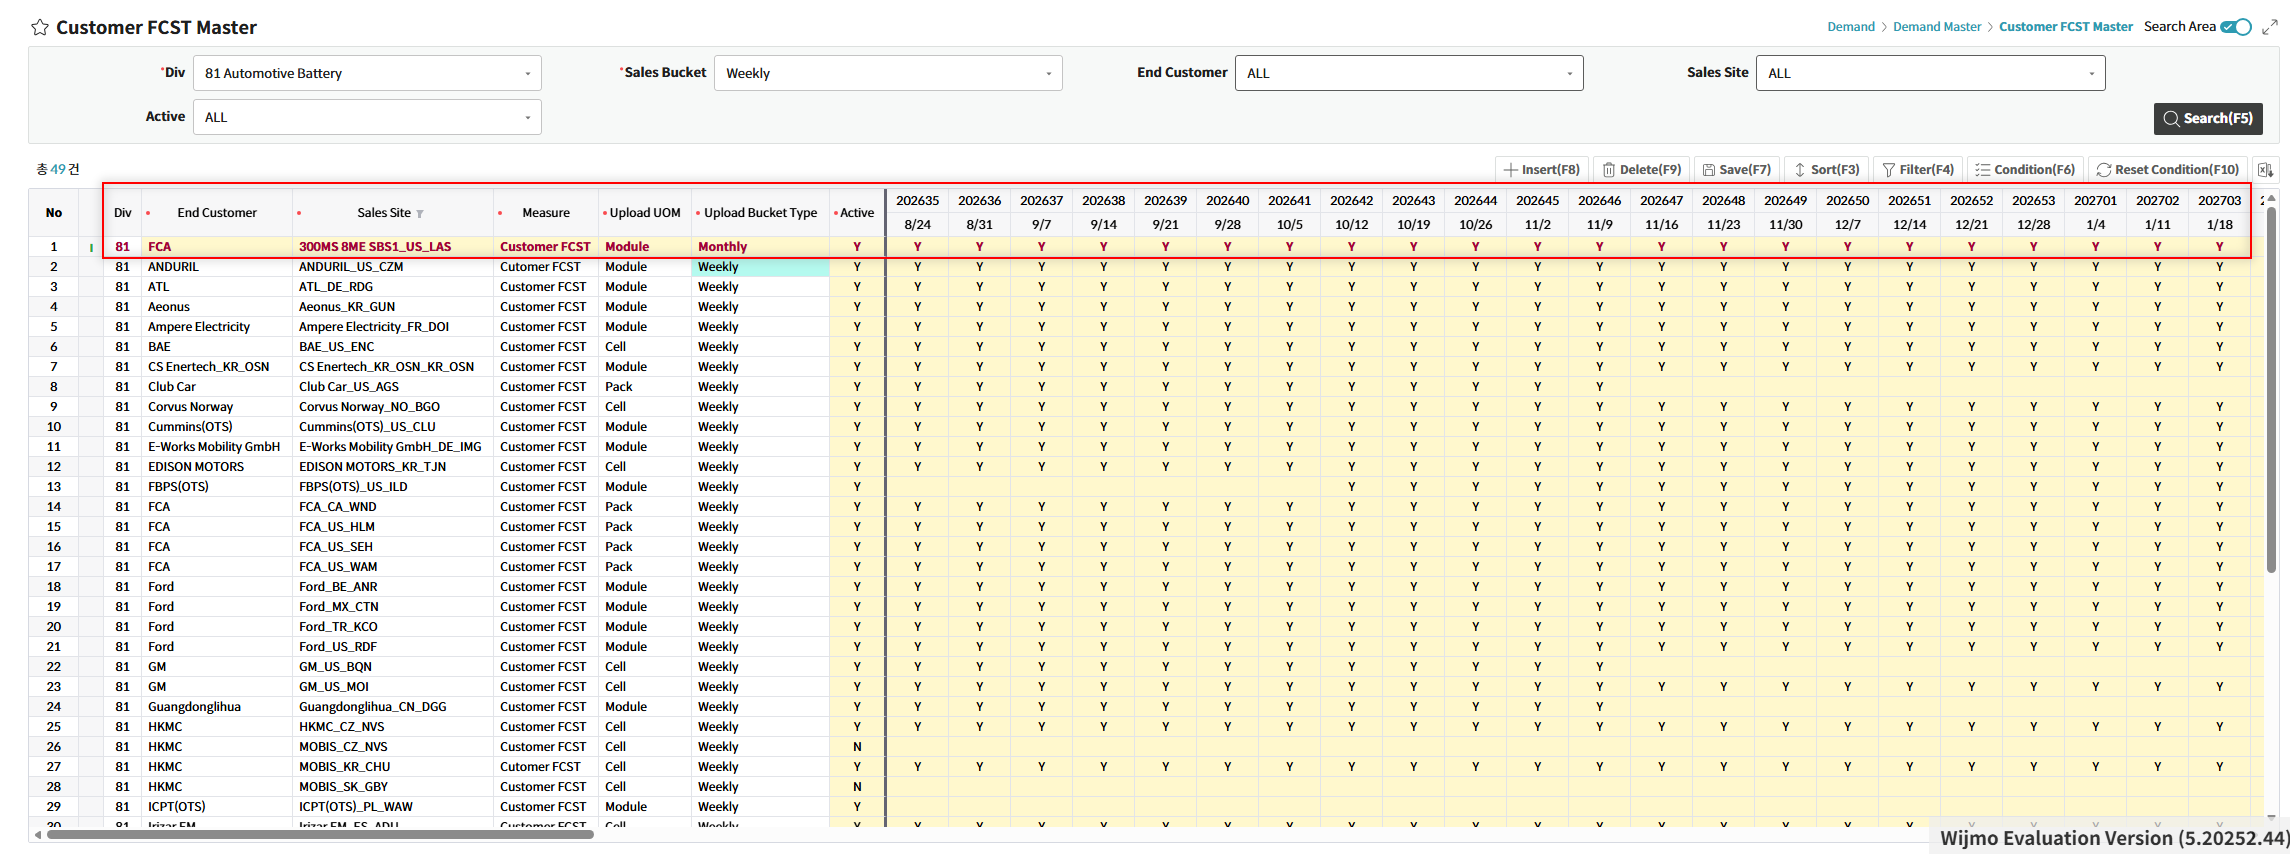 Customer FCST Master
Demand > Demand Master > Customer FCST Master Search Area
*Div 81 Automotive Battery *Sales Bucket Weekly End Customer ALL Sales Site ALL
Active ALL Search(F5)
총 49 건 Insert(F8) Delete(F9) Save(F7) Sort(F3) Filter(F4) Condition(F6) Reset Condition(F10)
No Div End Customer Sales Site Measure Upload UOM Upload Bucket Type Active 202635 202636 202637 202638 202639 202640 202641 202642 202643 202644 202645 202646 202647 202648 202649 202650 202651 202652 202653 202701 202702 202703 2
8/24 8/31 9/7 9/14 9/21 9/28 10/5 10/12 10/19 10/26 11/2 11/9 11/16 11/23 11/30 12/7 12/14 12/21 12/28 1/4 1/11 1/18
1 I 81 FCA 300MS 8ME SBS1_US_LAS Customer FCST Module Monthly Y Y Y Y Y Y Y Y Y Y Y Y Y Y Y Y Y Y Y Y Y Y Y
2 81 ANDURIL ANDURIL_US_CZM Cutomer FCST Module Weekly Y Y Y Y Y Y Y Y Y Y Y Y Y Y Y Y Y Y Y Y Y Y Y
3 81 ATL ATL_DE_RDG Customer FCST Module Weekly Y Y Y Y Y Y Y Y Y Y Y Y Y Y Y Y Y Y Y Y Y Y Y
4 81 Aeonus Aeonus_KR_GUN Customer FCST Module Weekly Y Y Y Y Y Y Y Y Y Y Y Y Y Y Y Y Y Y Y Y Y Y Y
5 81 Ampere Electricity Ampere Electricity_FR_DOI Customer FCST Module Weekly Y Y Y Y Y Y Y Y Y Y Y Y Y Y Y Y Y Y Y Y Y Y Y
6 81 BAE BAE_US_ENC Customer FCST Cell Weekly Y Y Y Y Y Y Y Y Y Y Y Y Y Y Y Y Y Y Y Y Y Y Y
7 81 CS Enertech_KR_OSN CS Enertech_KR_OSN_KR_OSN Customer FCST Module Weekly Y Y Y Y Y Y Y Y Y Y Y Y Y Y Y Y Y Y Y Y Y Y Y
8 81 Club Car Club Car_US_AGS Customer FCST Pack Weekly Y Y Y Y Y Y Y Y Y Y Y Y Y
9 81 Corvus Norway Corvus Norway_NO_BGO Customer FCST Cell Weekly Y Y Y Y Y Y Y Y Y Y Y Y Y Y Y Y Y Y Y Y Y Y Y
10 81 Cummins(OTS) Cummins(OTS)_US_CLU Customer FCST Module Weekly Y Y Y Y Y Y Y Y Y Y Y Y Y Y Y Y Y Y Y Y Y Y Y
11 81 E-Works Mobility GmbH E-Works Mobility GmbH_DE_IMG Customer FCST Module Weekly Y Y Y Y Y Y Y Y Y Y Y Y Y Y Y Y Y Y Y Y Y Y Y
12 81 EDISON MOTORS EDISON MOTORS_KR_TJN Customer FCST Cell Weekly Y Y Y Y Y Y Y Y Y Y Y Y Y Y Y Y Y Y Y Y Y Y Y
13 81 FBPS(OTS) FBPS(OTS)_US_ILD Customer FCST Module Weekly Y Y Y Y Y Y Y Y Y Y Y Y Y Y Y Y
14 81 FCA FCA_CA_WND Customer FCST Pack Weekly Y Y Y Y Y Y Y Y Y Y Y Y Y Y Y Y Y Y Y Y Y Y Y
15 81 FCA FCA_US_HLM Customer FCST Pack Weekly Y Y Y Y Y Y Y Y Y Y Y Y Y Y Y Y Y Y Y Y Y Y Y
16 81 FCA FCA_US_SEH Customer FCST Pack Weekly Y Y Y Y Y Y Y Y Y Y Y Y Y Y Y Y Y Y Y Y Y Y Y
17 81 FCA FCA_US_WAM Customer FCST Pack Weekly Y Y Y Y Y Y Y Y Y Y Y Y Y Y Y Y Y Y Y Y Y Y Y
18 81 Ford Ford_BE_ANR Customer FCST Module Weekly Y Y Y Y Y Y Y Y Y Y Y Y Y Y Y Y Y Y Y Y Y Y Y
19 81 Ford Ford_MX_CTN Customer FCST Module Weekly Y Y Y Y Y Y Y Y Y Y Y Y Y Y Y Y Y Y Y Y Y Y Y
20 81 Ford Ford_TR_KCO Customer FCST Module Weekly Y Y Y Y Y Y Y Y Y Y Y Y Y Y Y Y Y Y Y Y Y Y Y
21 81 Ford Ford_US_RDF Customer FCST Module Weekly Y Y Y Y Y Y Y Y Y Y Y Y Y Y Y Y Y Y Y Y Y Y Y
22 81 GM GM_US_BQN Customer FCST Cell Weekly Y Y Y Y Y Y Y Y Y Y Y Y Y
23 81 GM GM_US_MOI Customer FCST Cell Weekly Y Y Y Y Y Y Y Y Y Y Y Y Y Y Y Y Y Y Y Y Y Y Y
24 81 Guangdonglihua Guangdonglihua_CN_DGG Customer FCST Module Weekly Y Y Y Y Y Y Y Y Y Y Y Y Y
25 81 HKMC HKMC_CZ_NVS Customer FCST Cell Weekly Y Y Y Y Y Y Y Y Y Y Y Y Y Y Y Y Y Y Y Y Y Y Y
26 81 HKMC MOBIS_CZ_NVS Customer FCST Cell Weekly N
27 81 HKMC MOBIS_KR_CHU Cutomer FCST Cell Weekly Y Y Y Y Y Y Y Y Y Y Y Y Y Y Y Y Y Y Y Y Y Y Y
28 81 HKMC MOBIS_SK_GBY Customer FCST Cell Weekly N
29 81 ICPT(OTS) ICPT(OTS)_PL_WAW Customer FCST Module Weekly Y
Wijmo Evaluation Version (5.20252.44)